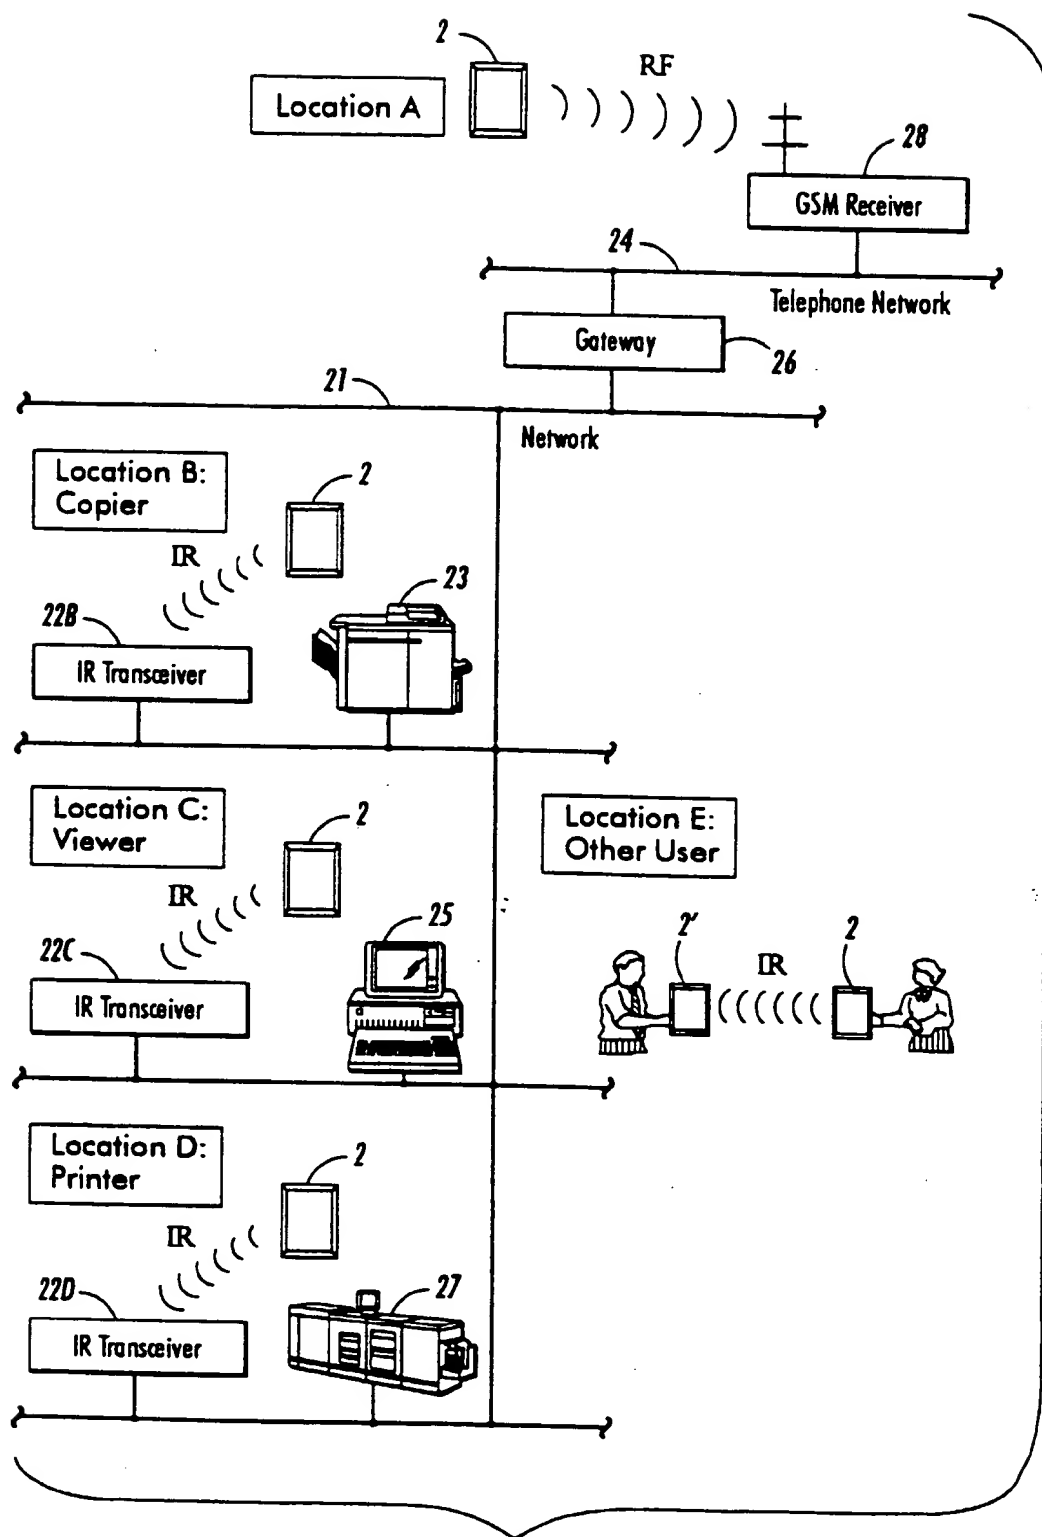 2
RF
Location A
28
GSM Receiver
24
Telephone Network
Gateway
26
21
Network
Location B:
Copier
2
IR
23
22B
IR Transceiver
Location C:
Viewer
2
IR
25
22C
IR Transceiver
Location E:
Other User
2'
IR
2
Location D:
Printer
2
IR
27
22D
IR Transceiver